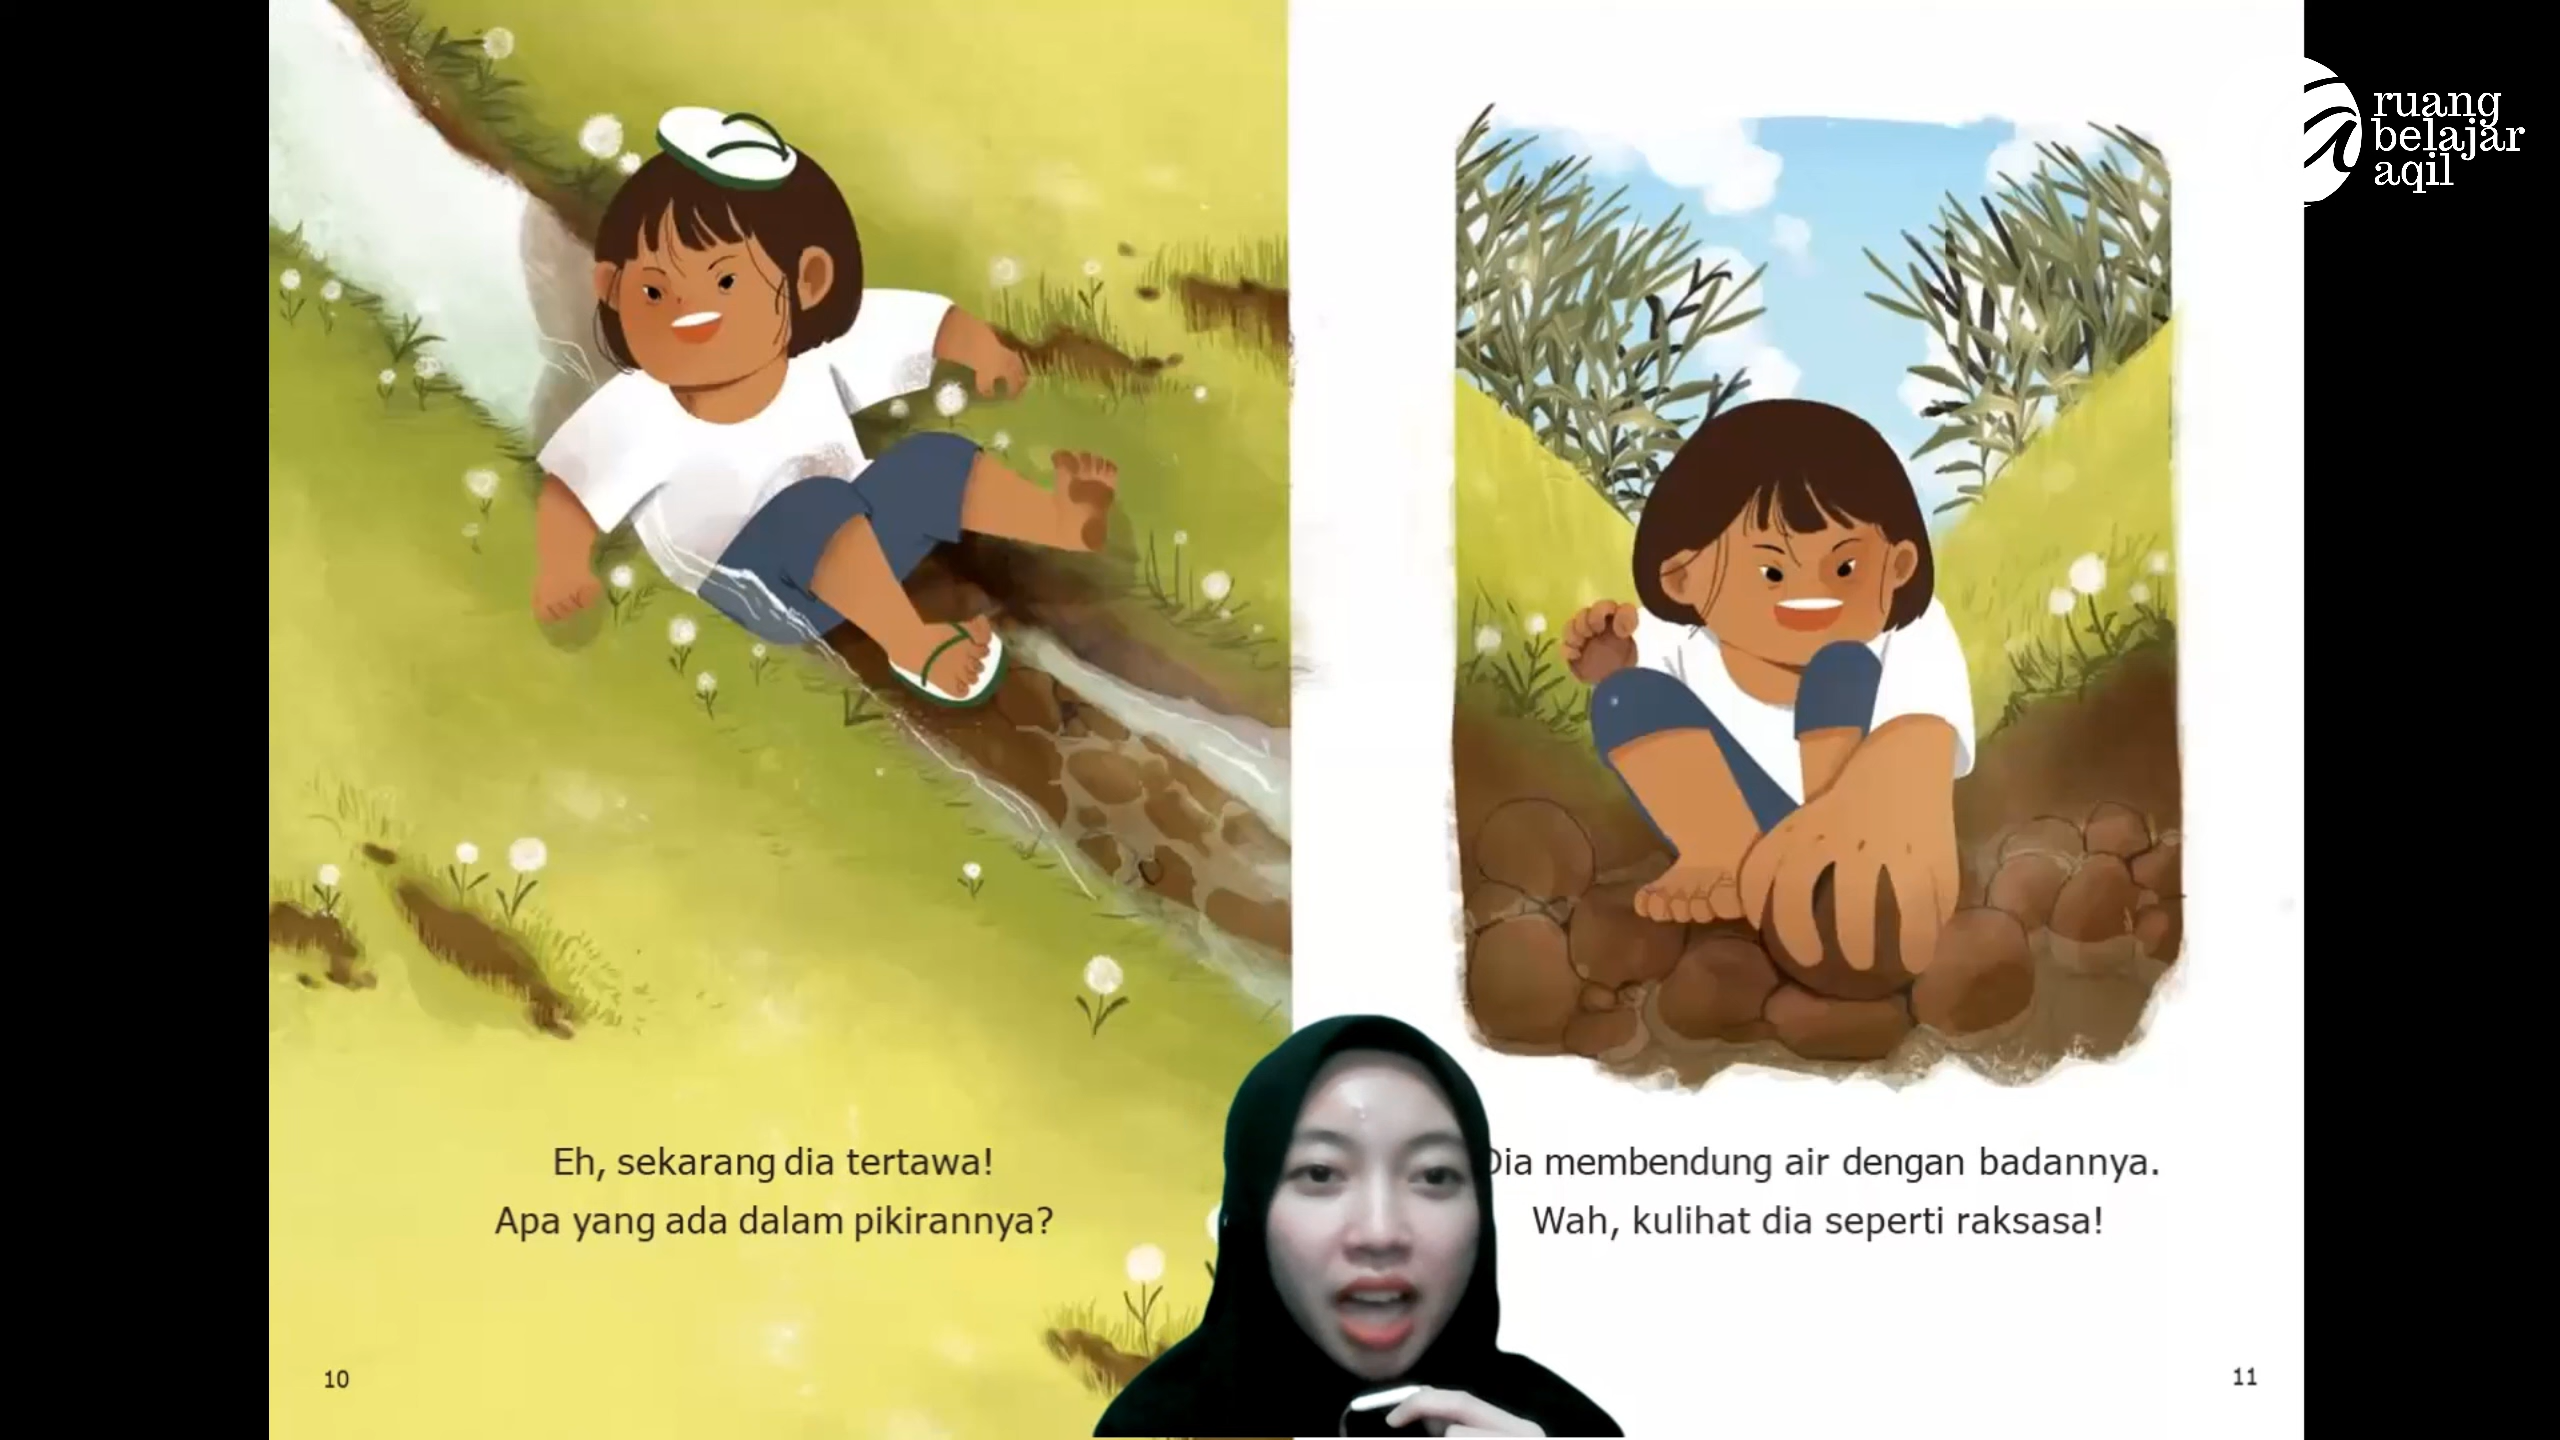 ruang
belajar
aqil
Eh, sekarang dia tertawa!
Apa yang ada dalam pikirannya?
Dia membendung air dengan badannya.
Wah, kulihat dia seperti raksasa!
10
11